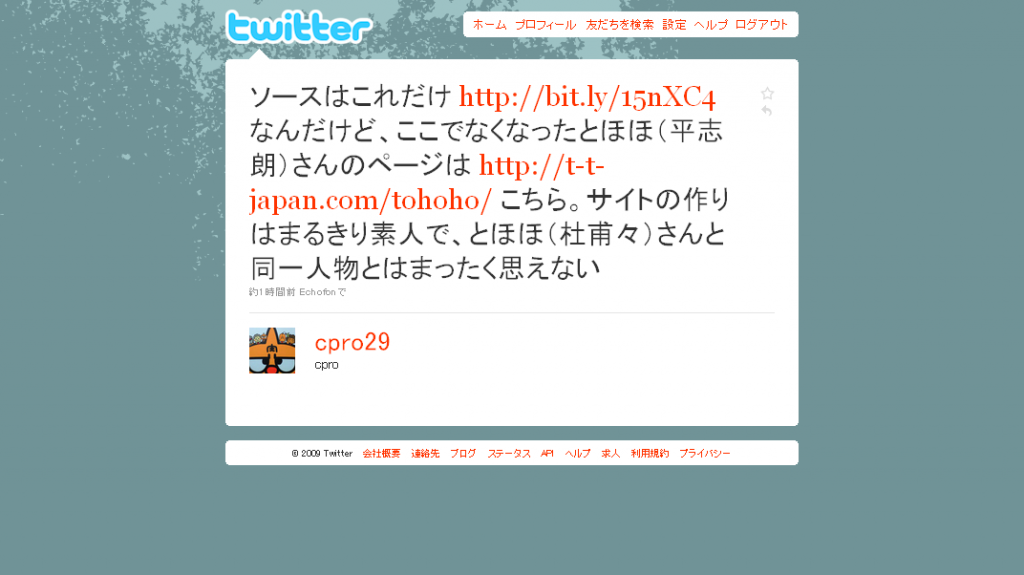 twitter
ホーム プロフィール 友だちを検索 設定 ヘルプ ログアウト
ソースはこれだけ http://bit.ly/15nXC4
なんだけど、ここでなくなったとほほ(平志
朗)さんのページは http://t-t-
japan.com/tohoho/ こちら。サイトの作り
はまるきり素人で、とほほ(杜甫々)さんと
同一人物とはまったく思えない
約1時間前 Echofonで
cpro29
cpro
© 2009 Twitter 会社概要 連絡先 ブログ ステータス API ヘルプ 求人 利用規約 プライバシー